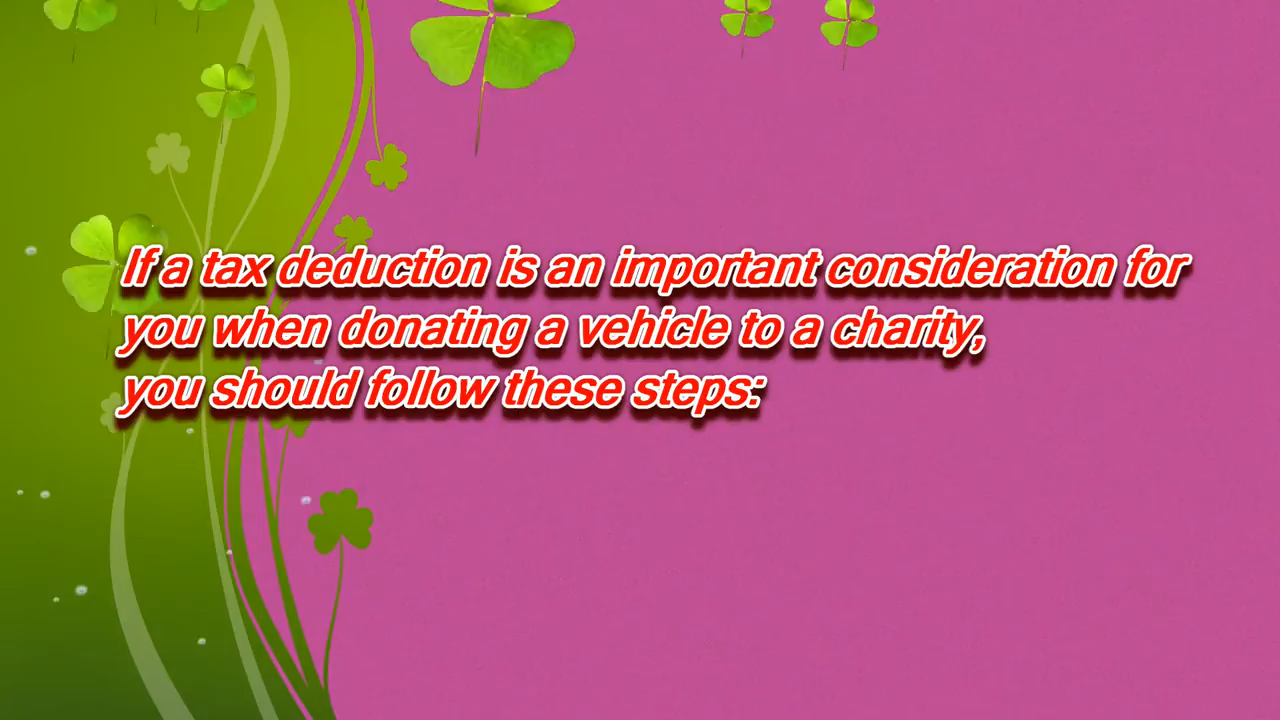 If a tax deduction is an important consideration for
you when donating a vehicle to a charity,
you should follow these steps: